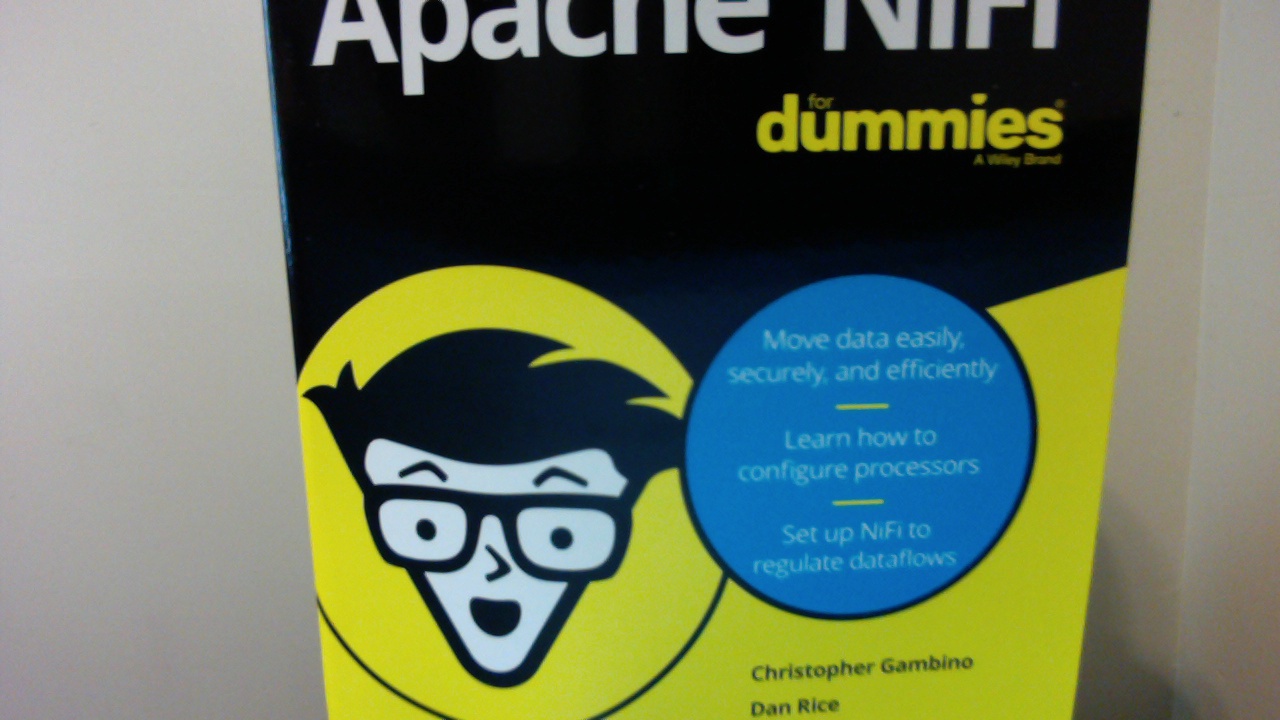 Apache NiFi
for
dummies®
A Wiley Brand
Move data easily,
securely, and efficiently
Learn how to
configure processors
Set up NiFi to
regulate dataflows
Christopher Gambino
Dan Rice